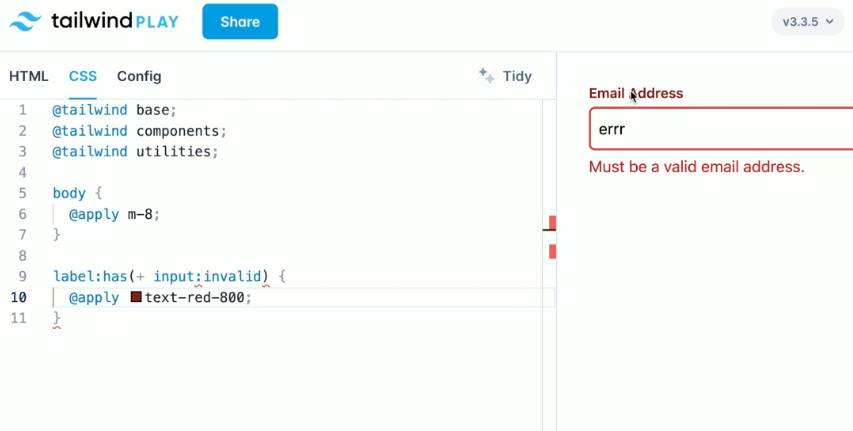 tailwind PLAY
Share
v3.3.5
HTML CSS Config
Tidy
1 @tailwind base;
2 @tailwind components;
3 @tailwind utilities;
4
5 body {
6 @apply m-8;
7 }
8
9 label:has(+ input:invalid) {
10 @apply text-red-800;
11 }
Email Address
errr
Must be a valid email address.